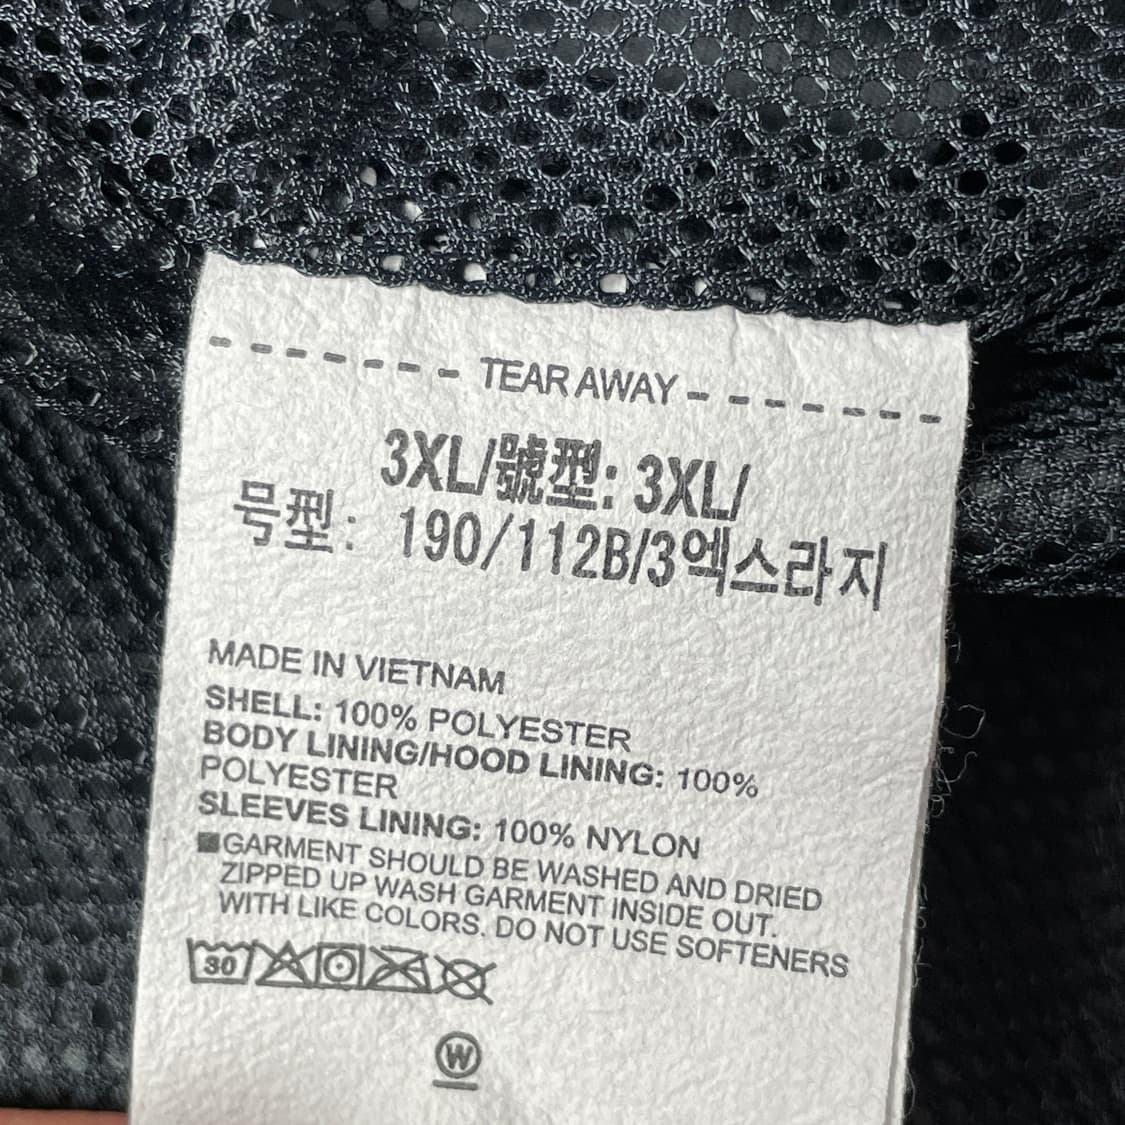 TEAR AWAY
3XL/號型: 3XL/
号型: 190/112B/3엑스라지
MADE IN VIETNAM
SHELL: 100% POLYESTER
BODY LINING/HOOD LINING: 100%
POLYESTER
SLEEVES LINING: 100% NYLON
■GARMENT SHOULD BE WASHED AND DRIED
ZIPPED UP WASH GARMENT INSIDE OUT.
WITH LIKE COLORS. DO NOT USE SOFTENERS
30
W